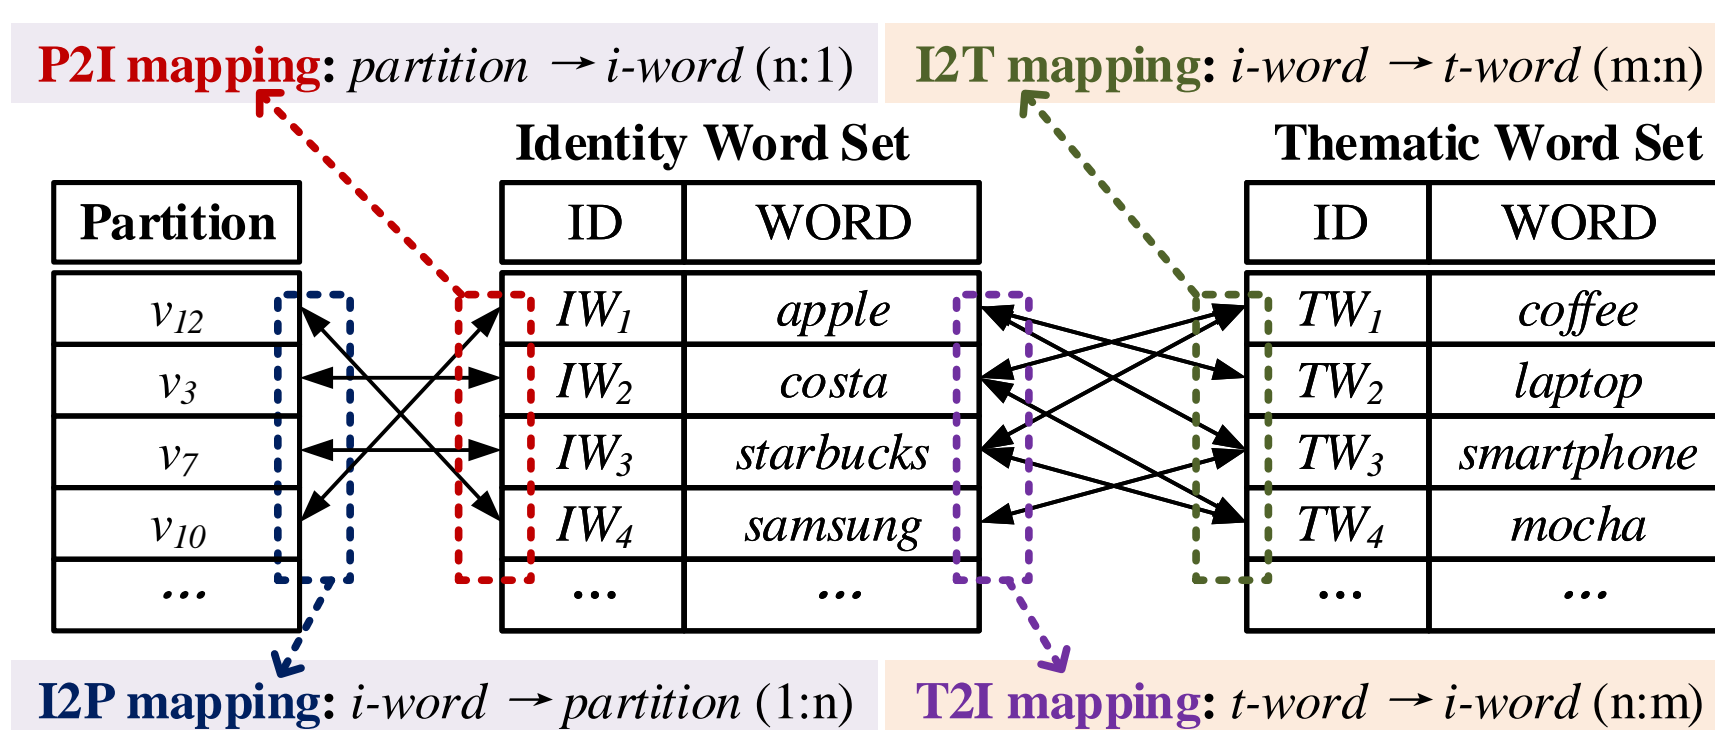 P2I mapping: partition → i-word (n:1) I2T mapping: i-word → t-word (m:n)
Identity Word Set Thematic Word Set
Partition ID WORD ID WORD
v12 IW1 apple TW1 coffee
v3 IW2 costa TW2 laptop
v7 IW3 starbucks TW3 smartphone
v10 IW4 samsung TW4 mocha
... ... ... ... ...
I2P mapping: i-word → partition (1:n) T2I mapping: t-word → i-word (n:m)